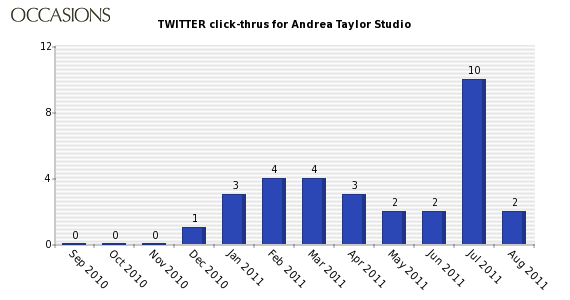 OCCASIONS
TWITTER click-thrus for Andrea Taylor Studio
12
8
4
0
0
0
0
1
3
4
4
3
2
2
10
2
Sep 2010
Oct 2010
Nov 2010
Dec 2010
Jan 2011
Feb 2011
Mar 2011
Apr 2011
May 2011
Jun 2011
Jul 2011
Aug 2011